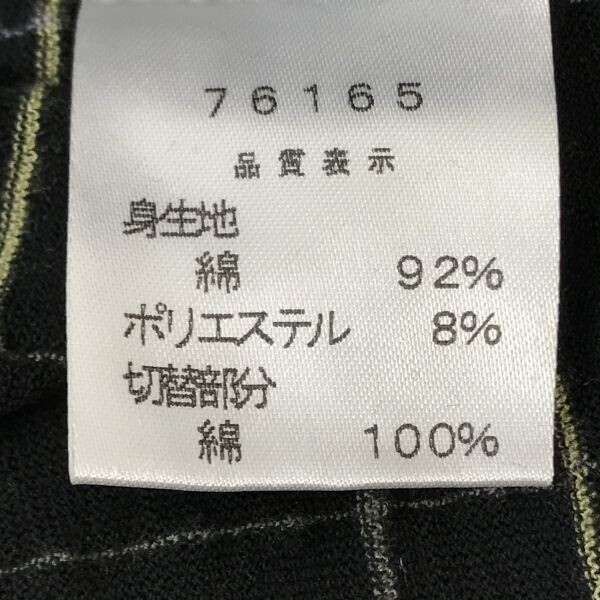 76165
品質表示
身生地
綿 92%
ポリエステル 8%
切替部分
綿 100%